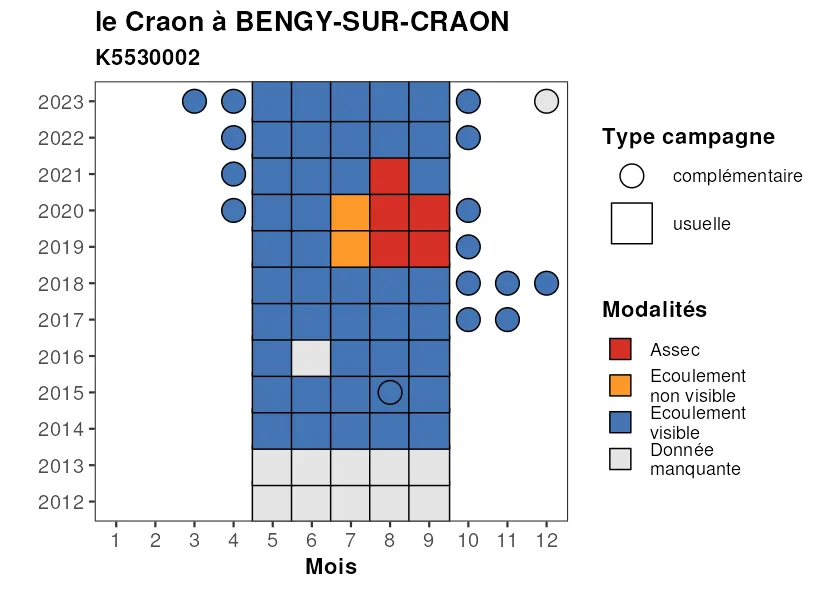 le Craon à BENGY-SUR-CRAON
K5530002
2023
2022
2021
2020
2019
2018
2017
2016
2015
2014
2013
2012
1 2 3 4 5 6 7 8 9 10 11 12
Mois
Type campagne
complémentaire
usuelle
Modalités
Assec
Ecoulement
non visible
Ecoulement
visible
Donnée
manquante